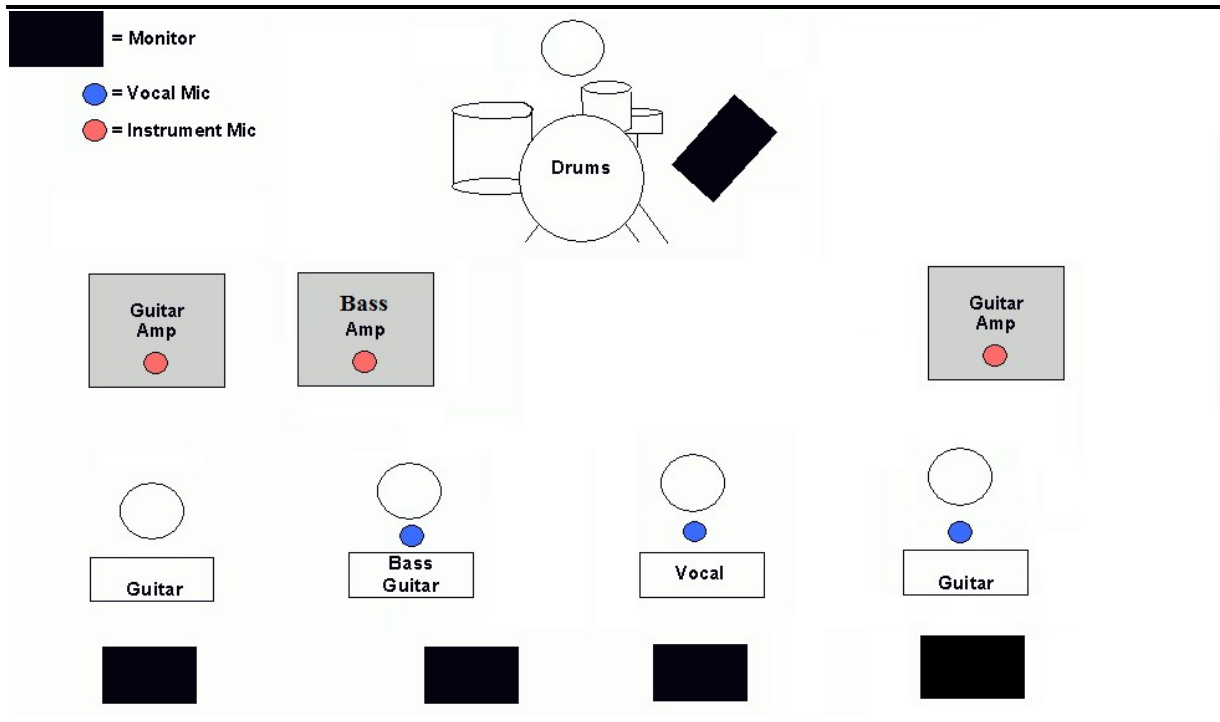 = Monitor
= Vocal Mic
= Instrument Mic
Drums
Guitar
Amp
Bass
Amp
Guitar
Amp
Guitar
Bass
Guitar
Vocal
Guitar